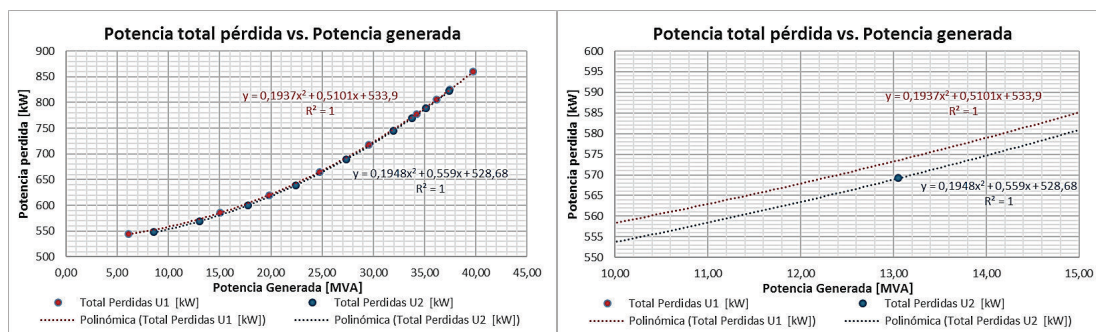 Potencia total pérdida vs. Potencia generada
Potencia perdida [kW]
900
850
800
750
700
650
600
550
500
y = 0,1937x² + 0,5101x + 533,9
R² = 1
y = 0,1948x² + 0,559x + 528,68
R² = 1
0,00 5,00 10,00 15,00 20,00 25,00 30,00 35,00 40,00 45,00
Potencia Generada [MVA]
Total Perdidas U1 [kW] Total Perdidas U2 [kW]
Polinómica (Total Perdidas U1 [kW]) Polinómica (Total Perdidas U2 [kW])
Potencia total pérdida vs. Potencia generada
Potencia perdida [kW]
600
595
590
585
580
575
570
565
560
555
550
y = 0,1937x² + 0,5101x + 533,9
R² = 1
y = 0,1948x² + 0,559x + 528,68
R² = 1
10,00 11,00 12,00 13,00 14,00 15,00
Potencia Generada [MVA]
Total Perdidas U1 [kW] Total Perdidas U2 [kW]
Polinómica (Total Perdidas U1 [kW]) Polinómica (Total Perdidas U2 [kW])